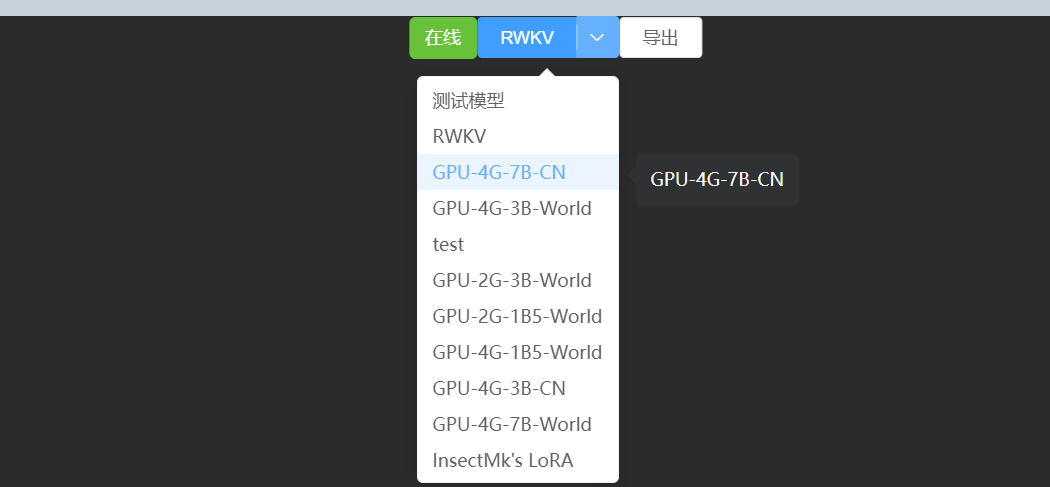 在线 RWKV 导出
测试模型
RWKV
GPU-4G-7B-CN
GPU-4G-7B-CN
GPU-4G-3B-World
test
GPU-2G-3B-World
GPU-2G-1B5-World
GPU-4G-1B5-World
GPU-4G-3B-CN
GPU-4G-7B-World
InsectMk's LoRA